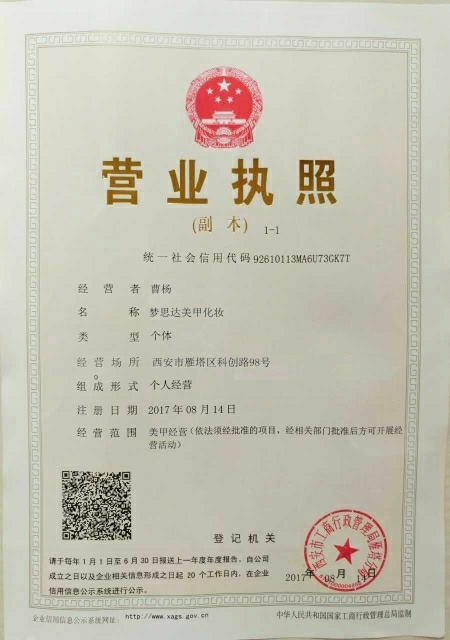 营业执照
(副本) 1-1
统一社会信用代码 92610113MA6U73GK7T
经营者 曹杨
名称 梦思达美甲化妆
类型 个体
经营场所 西安市雁塔区科创路98号
组成形式 个人经营
注册日期 2017年08月14日
经营范围 美甲经营(依法须经批准的项目，经相关部门批准后方可开展经
营活动)
登记机关
西安市工商行政管理局雁塔分局
请于每年1月1日至6月30日报送上一年度年度报告，自公司
成立之日以及企业相关信息形成之日起20个工作日内，在企业
信用信息公示系统进行公示。
2017年 08月 14日
企业信用信息公示系统网址: http://www.xags.gov.cn
中华人民共和国国家工商行政管理总局监制